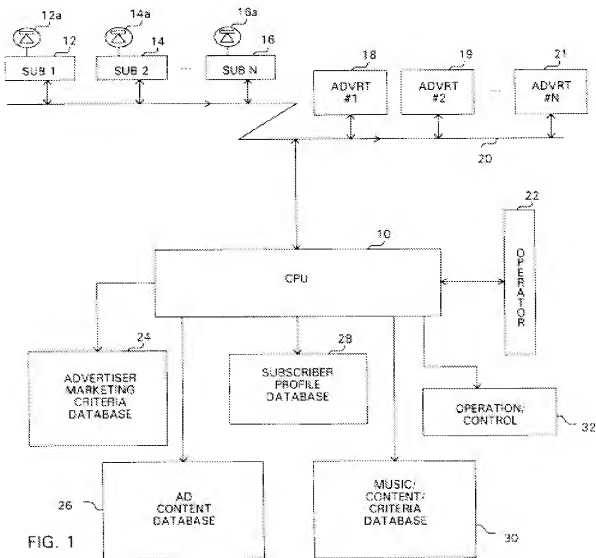 12a
14a
16a
12
14
16
SUB 1
SUB 2
...
SUB N
18
19
21
ADVRT
#1
ADVRT
#2
...
ADVRT
#N
20
22
10
CPU
OPERATOR
24
ADVERTISER
MARKETING
CRITERIA
DATABASE
28
SUBSCRIBER
PROFILE
DATABASE
OPERATION/
CONTROL
32
26
AD
CONTENT
DATABASE
MUSIC/
CONTENT/
CRITERIA
DATABASE
30
FIG. 1